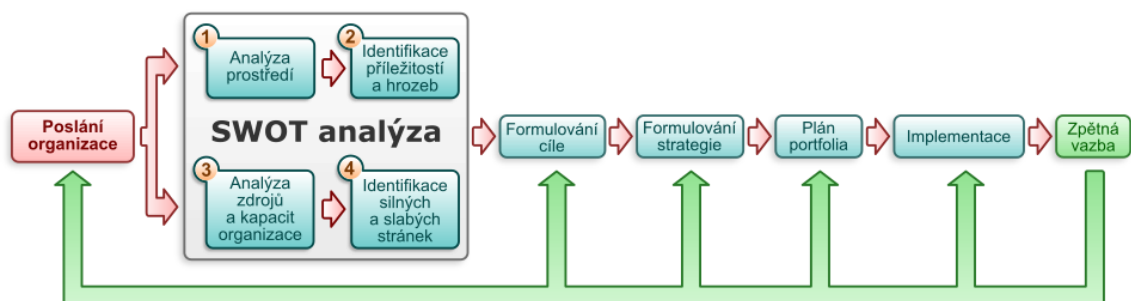 Poslání
organizace
1
Analýza
prostředí
2
Identifikace
příležitostí
a hrozeb
SWOT analýza
3
Analýza
zdrojů
a kapacit
organizace
4
Identifikace
silných
a slabých
stránek
Formulování
cíle
Formulování
strategie
Plán
portfolia
Implementace
Zpětná
vazba